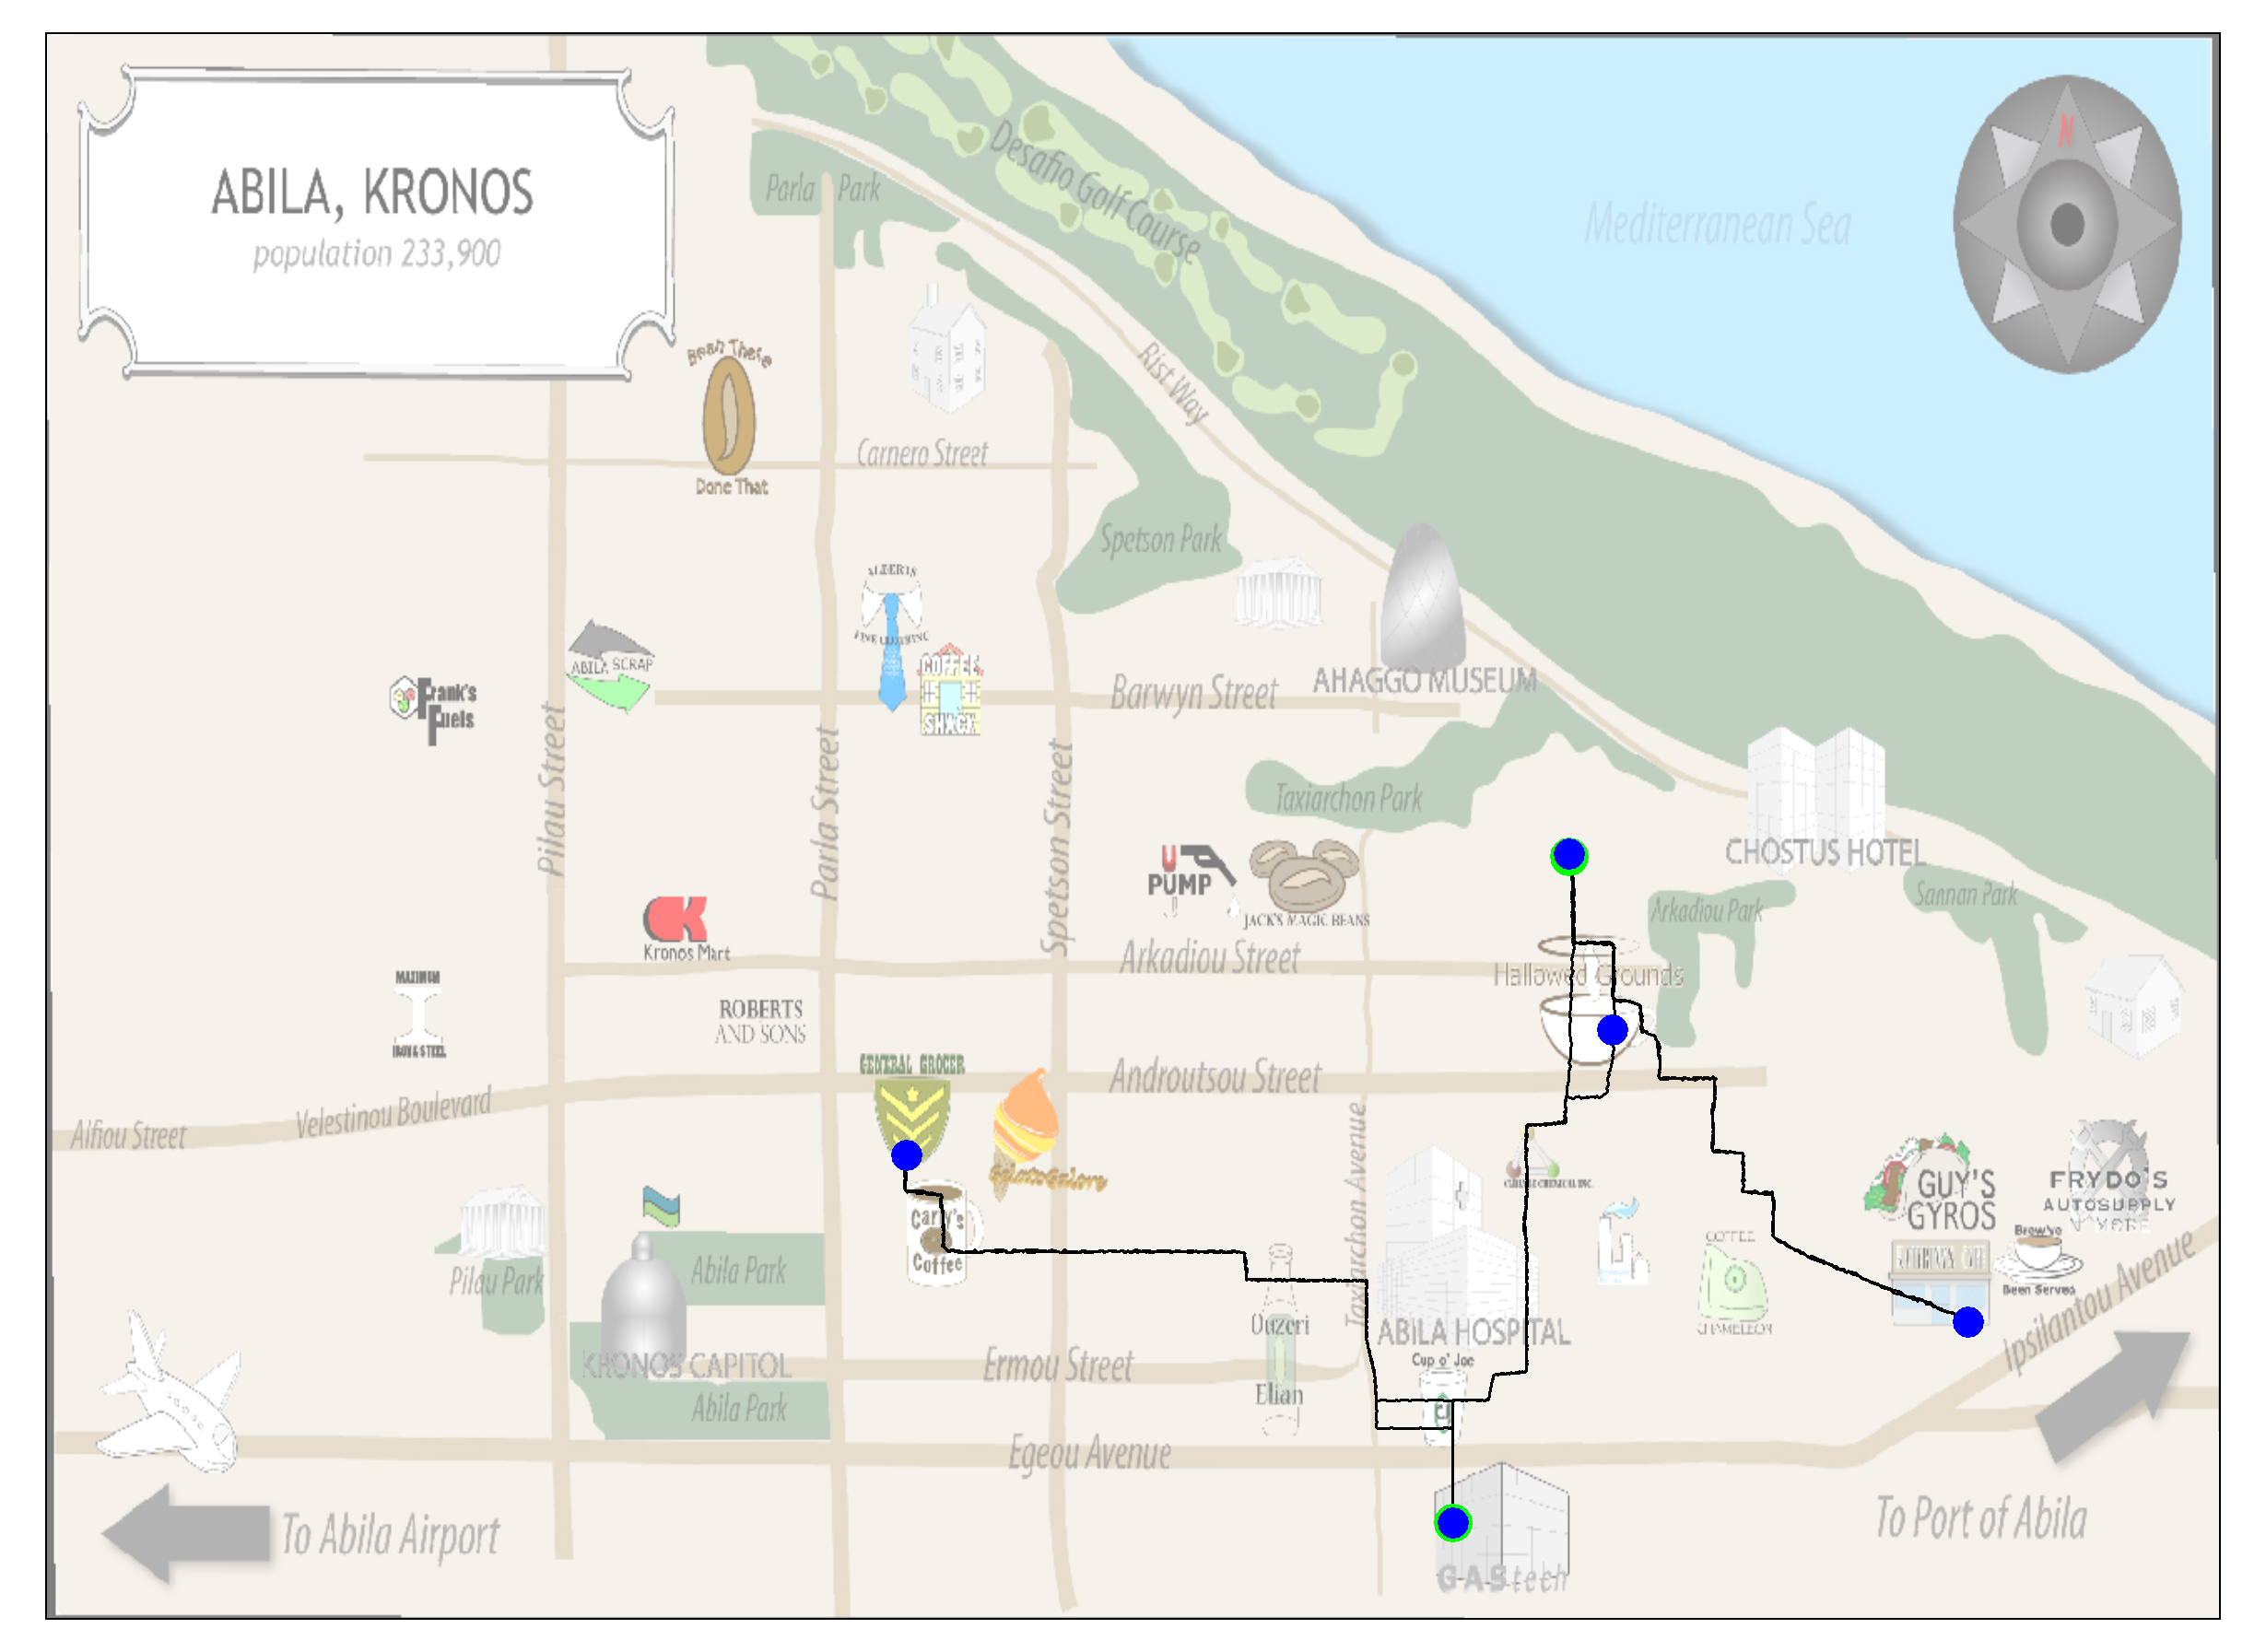 ABILA, KRONOS
population 233,900
N
Mediterranean Sea
Desafio Golf Course
Parla Park
Rist Way
Bean There
Done That
Carnero Street
Spetson Park
ALBERTS
FINE CLOTHING
ABILA SCRAP
COFFEE
SHACK
Frank's
Fuels
Barwyn Street
AHAGGO MUSEUM
Pilau Street
Parla Street
Spetson Street
Taxiarchon Park
CHOSTUS HOTEL
U
PUMP
JACK'S MAGIC BEANS
Arkadiou Park
Sannan Park
Kronos Mart
Arkadiou Street
Hallowed Grounds
MAXIMUM
IRON & STEEL
ROBERTS
AND SONS
GENERAL GROCER
Androutsou Street
Velestinou Boulevard
Alfiou Street
Taxiarchon Avenue
GelatoGalore
Carly's
Coffee
GUY'S
GYROS
FRYDO'S
AUTOSUPPLY
N' MORE
Brew've
Been Served
COFFEE
CHAMELEON
Ipsilantou Avenue
Pilau Park
Abila Park
Ouzeri
Elian
ABILA HOSPITAL
Cup o' Joe
KRONOS CAPITOL
Ermou Street
Abila Park
Egeou Avenue
To Abila Airport
GAStech
To Port of Abila